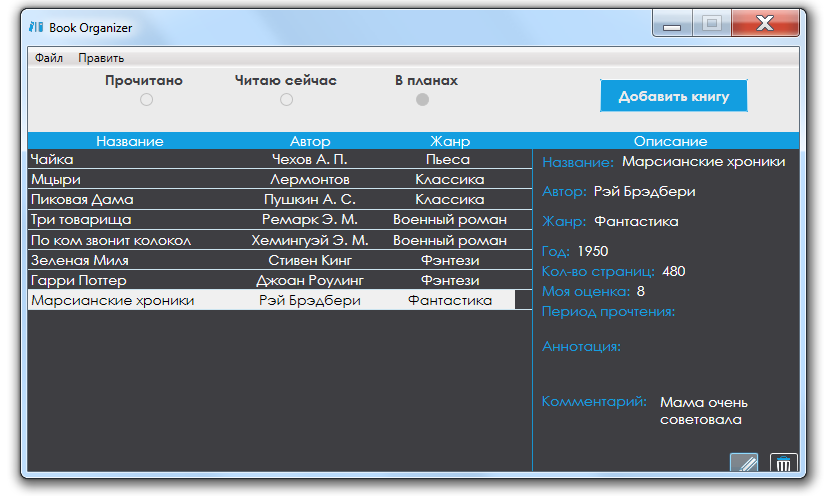 Book Organizer
Файл Править
Прочитано Читаю сейчас В планах
Добавить книгу
Название Автор Жанр Описание
Чайка Чехов А. П. Пьеса
Мцыри Лермонтов Классика
Пиковая Дама Пушкин А. С. Классика
Три товарища Ремарк Э. М. Военный роман
По ком звонит колокол Хемингуэй Э. М. Военный роман
Зеленая Миля Стивен Кинг Фэнтези
Гарри Поттер Джоан Роулинг Фэнтези
Марсианские хроники Рэй Брэдбери Фантастика
Название: Марсианские хроники
Автор: Рэй Брэдбери
Жанр: Фантастика
Год: 1950
Кол-во страниц: 480
Моя оценка: 8
Период прочтения:
Аннотация:
Комментарий: Мама очень
советовала